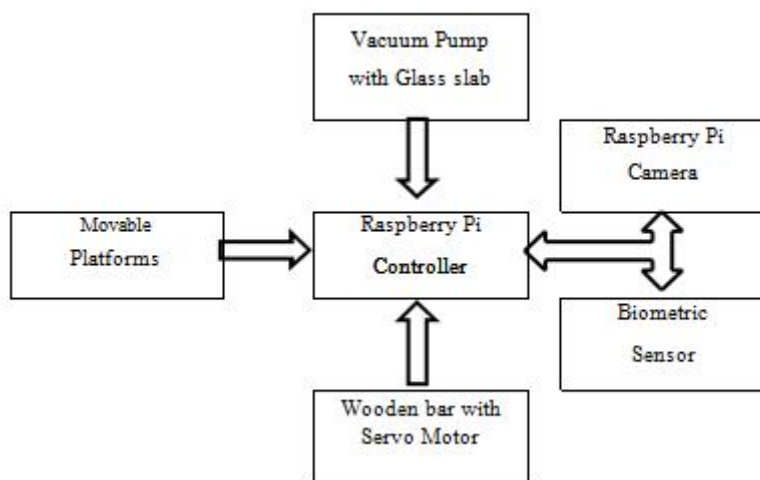 Vacuum Pump
with Glass slab
Raspberry Pi
Camera
Movable
Platforms
Raspberry Pi
Controller
Biometric
Sensor
Wooden bar with
Servo Motor